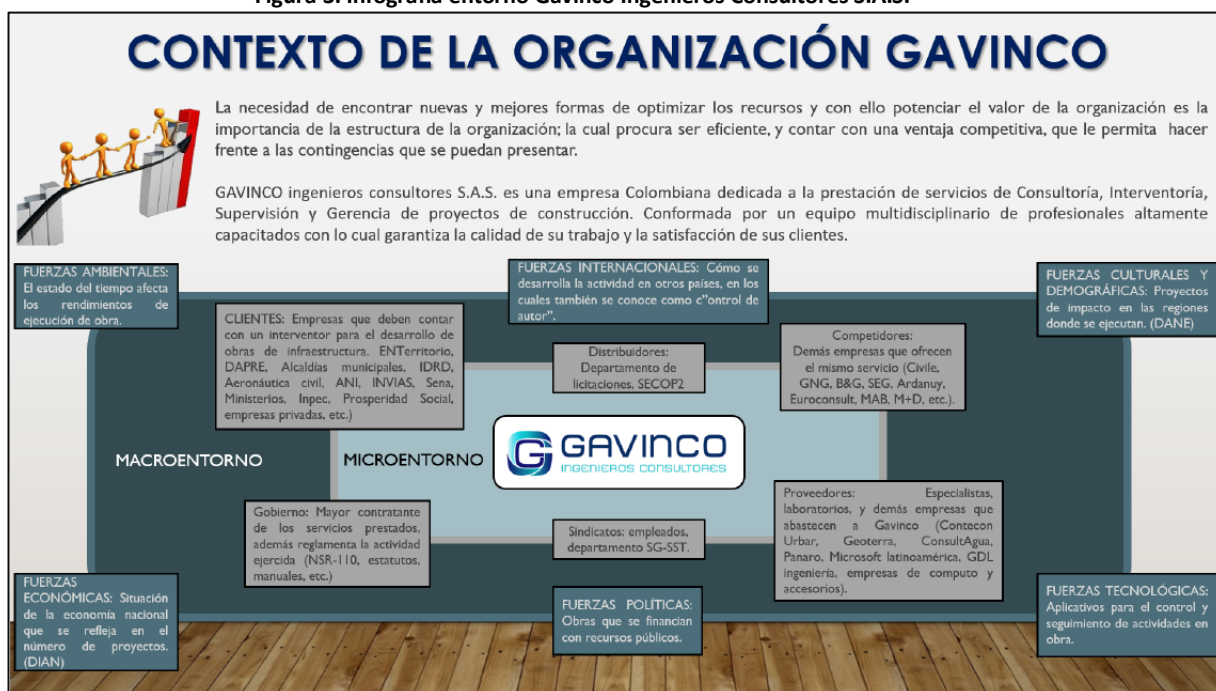 Figura 3. Infografía entorno Gavinco Ingenieros Consultores S.A.S.
CONTEXTO DE LA ORGANIZACIÓN GAVINCO
La necesidad de encontrar nuevas y mejores formas de optimizar los recursos y con ello potenciar el valor de la organización es la
importancia de la estructura de la organización; la cual procura ser eficiente, y contar con una ventaja competitiva, que le permita hacer
frente a las contingencias que se puedan presentar.
GAVINCO ingenieros consultores S.A.S. es una empresa Colombiana dedicada a la prestación de servicios de Consultoría, Interventoría,
Supervisión y Gerencia de proyectos de construcción. Conformada por un equipo multidisciplinario de profesionales altamente
capacitados con lo cual garantiza la calidad de su trabajo y la satisfacción de sus clientes.
FUERZAS AMBIENTALES:
El estado del tiempo afecta
los rendimientos de
ejecución de obra.
FUERZAS INTERNACIONALES: Cómo se
desarrolla la actividad en otros países, en los
cuales también se conoce como c"ontrol de
autor".
FUERZAS CULTURALES Y
DEMOGRÁFICAS: Proyectos
de impacto en las regiones
donde se ejecutan. (DANE)
CLIENTES: Empresas que deben contar
con un interventor para el desarrollo de
obras de infraestructura. ENTerritorio,
DAPRE, Alcaldías municipales, IDRD,
Aeronáutica civil, ANI, INVIAS, Sena,
Ministerios, Inpec, Prosperidad Social,
empresas privadas, etc.)
Distribuidores:
Departamento de
licitaciones, SECOP2
Competidores:
Demás empresas que ofrecen
el mismo servicio (Civile,
GNG, B&G, SEG, Ardanuy,
Euroconsult, MAB, M+D, etc.).
MACROENTORNO
MICROENTORNO
GAVINCO
INGENIEROS CONSULTORES
Gobierno: Mayor contratante
de los servicios prestados,
además reglamenta la actividad
ejercida (NSR-110, estatutos,
manuales, etc.)
Sindicatos: empleados,
departamento SG-SST.
Proveedores: Especialistas,
laboratorios, y demás empresas que
abastecen a Gavinco (Contecon
Urbar, Geoterra, ConsultAgua,
Panaro, Microsoft latinoamérica, GDL
ingeniería, empresas de computo y
accesorios).
FUERZAS
ECONÓMICAS: Situación
de la economía nacional
que se refleja en el
número de proyectos.
(DIAN)
FUERZAS POLÍTICAS:
Obras que se financian
con recursos públicos.
FUERZAS TECNOLÓGICAS:
Aplicativos para el control y
seguimiento de actividades en
obra.